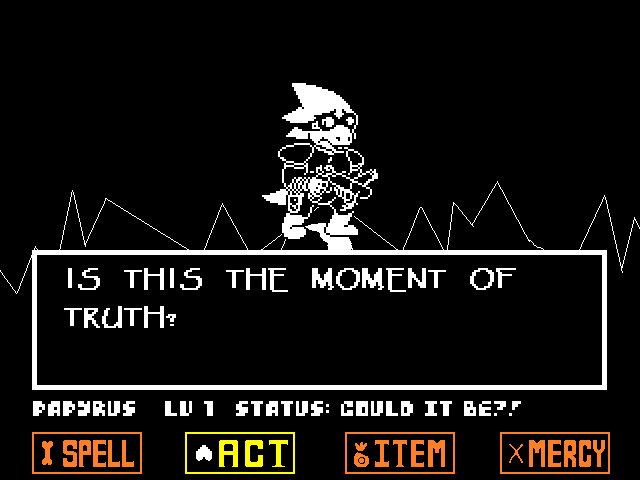 IS THIS THE MOMENT OF
TRUTH?
PAPYRUS LV 1 STATUS: COULD IT BE?!
SPELL ACT ITEM MERCY